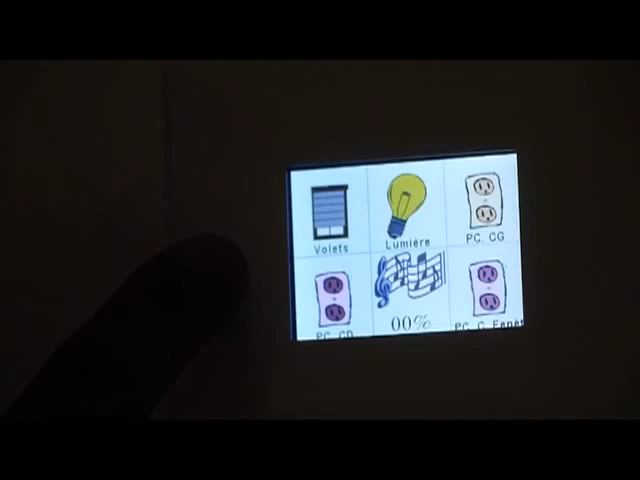 Volets
Lumière
PC. CG
PC. CD
00%
PC. C. Fenêt